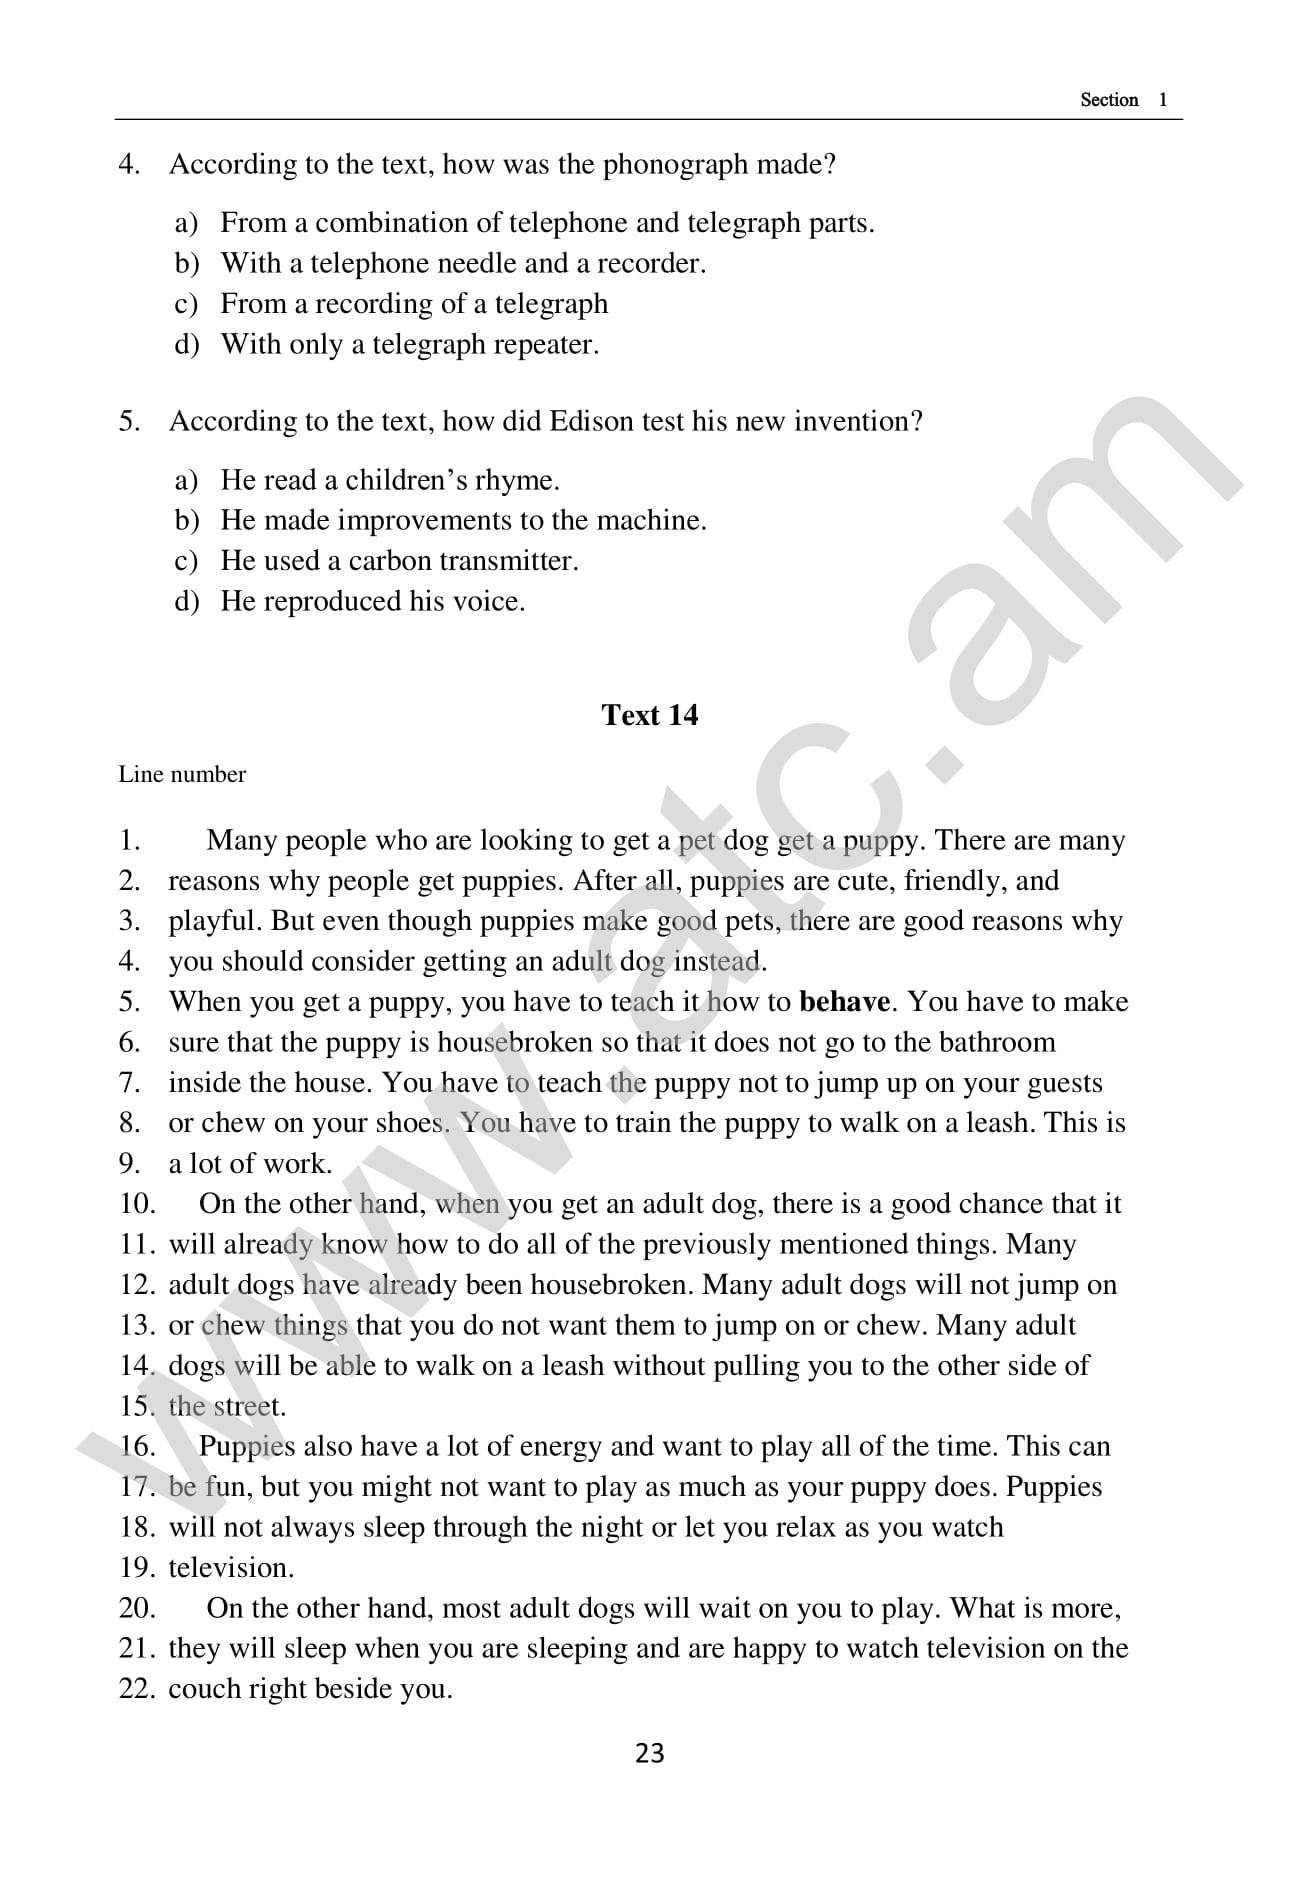 Section 1
4. According to the text, how was the phonograph made?
a) From a combination of telephone and telegraph parts.
b) With a telephone needle and a recorder.
c) From a recording of a telegraph
d) With only a telegraph repeater.
5. According to the text, how did Edison test his new invention?
a) He read a children’s rhyme.
b) He made improvements to the machine.
c) He used a carbon transmitter.
d) He reproduced his voice.
Text 14
Line number
1. Many people who are looking to get a pet dog get a puppy. There are many
2. reasons why people get puppies. After all, puppies are cute, friendly, and
3. playful. But even though puppies make good pets, there are good reasons why
4. you should consider getting an adult dog instead.
5. When you get a puppy, you have to teach it how to behave. You have to make
6. sure that the puppy is housebroken so that it does not go to the bathroom
7. inside the house. You have to teach the puppy not to jump up on your guests
8. or chew on your shoes. You have to train the puppy to walk on a leash. This is
9. a lot of work.
10. On the other hand, when you get an adult dog, there is a good chance that it
11. will already know how to do all of the previously mentioned things. Many
12. adult dogs have already been housebroken. Many adult dogs will not jump on
13. or chew things that you do not want them to jump on or chew. Many adult
14. dogs will be able to walk on a leash without pulling you to the other side of
15. the street.
16. Puppies also have a lot of energy and want to play all of the time. This can
17. be fun, but you might not want to play as much as your puppy does. Puppies
18. will not always sleep through the night or let you relax as you watch
19. television.
20. On the other hand, most adult dogs will wait on you to play. What is more,
21. they will sleep when you are sleeping and are happy to watch television on the
22. couch right beside you.
23
www.atc.am